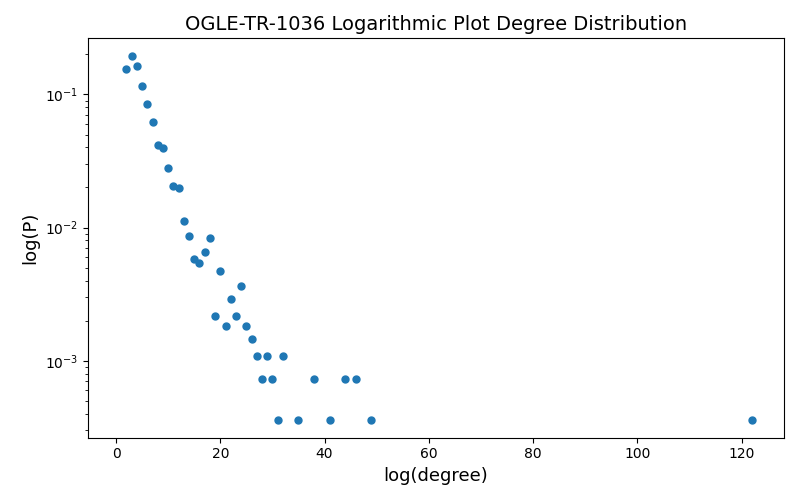 OGLE-TR-1036 Logarithmic Plot Degree Distribution
log(P)
10⁻¹
10⁻²
10⁻³
0 20 40 60 80 100 120
log(degree)